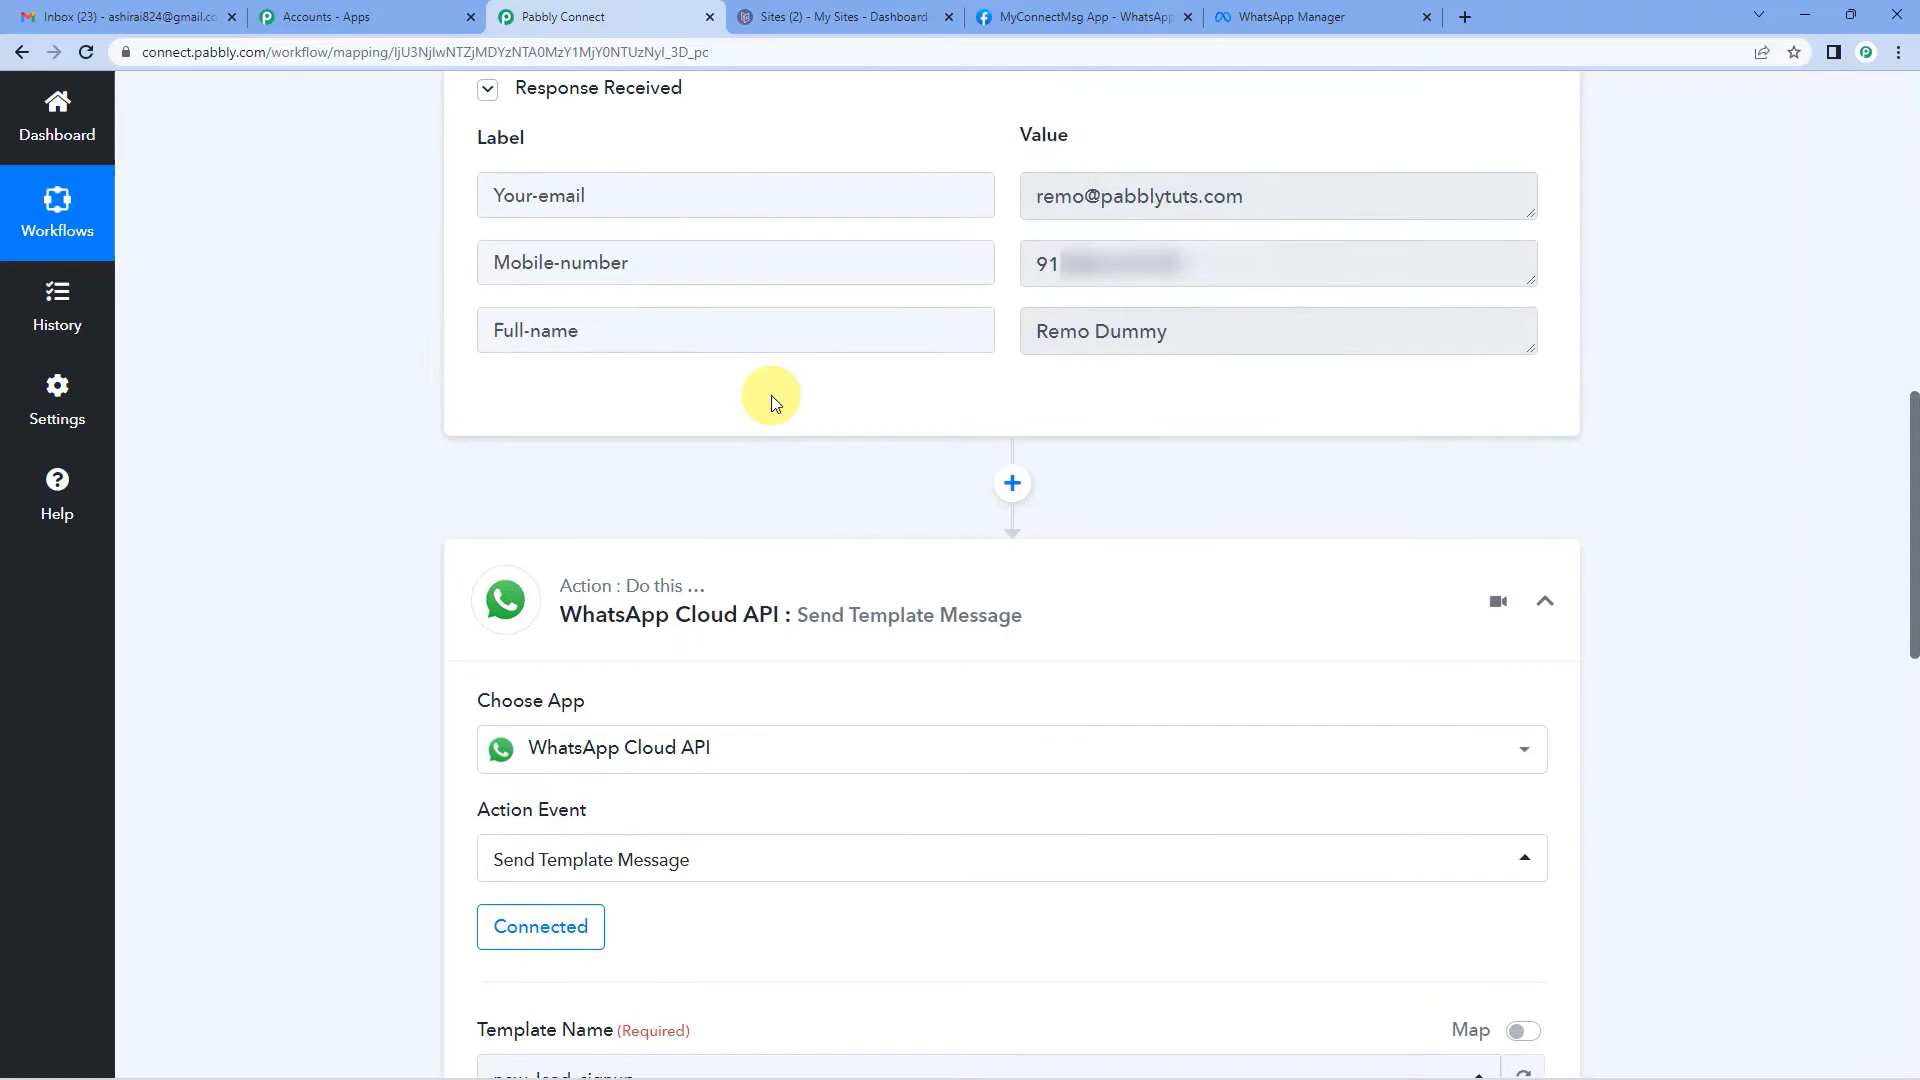 Inbox (23) - ashirai824@gmail.co
Accounts - Apps
Pabbly Connect
Sites (2) - My Sites - Dashboard
MyConnectMsg App - WhatsApp
WhatsApp Manager
connect.pabbly.com/workflow/mapping/IjU3NjIwNTZjMDYzNTA0MzY1MjY0NTUzNyI_3D_pc
Dashboard
Workflows
History
Settings
Help
Response Received
Label
Value
Your-email
remo@pabblytuts.com
Mobile-number
91
Full-name
Remo Dummy
Action : Do this ...
WhatsApp Cloud API : Send Template Message
Choose App
WhatsApp Cloud API
Action Event
Send Template Message
Connected
Template Name (Required)
Map